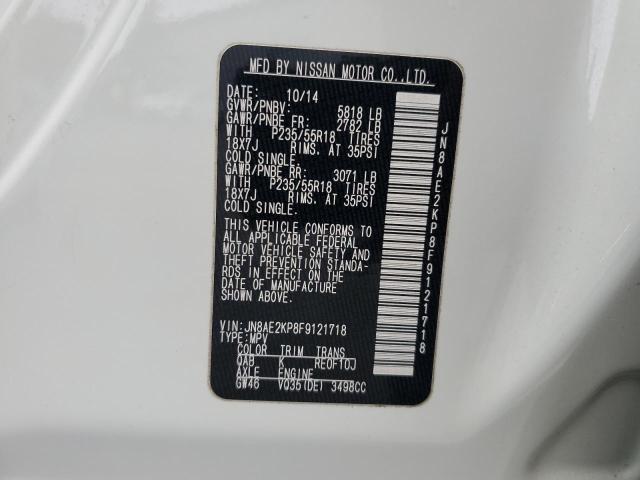 MFD BY NISSAN MOTOR CO.,LTD.
DATE: 10/14
GVWR/PNBV: 5818 LB
GAWR/PNBE FR: 2782 LB
WITH P235/55R18 TIRES
18X7J RIMS. AT 35PSI
COLD SINGLE.
GAWR/PNBE RR: 3071 LB
WITH P235/55R18 TIRES
18X7J RIMS. AT 35PSI
COLD SINGLE.
THIS VEHICLE CONFORMS TO
ALL APPLICABLE FEDERAL
MOTOR VEHICLE SAFETY AND
THEFT PREVENTION STANDA-
RDS IN EFFECT ON THE
DATE OF MANUFACTURE
SHOWN ABOVE.
VIN:JN8AE2KP8F9121718
TYPE:MPV
COLOR TRIM TRANS
QAB K RE0F10J
AXLE ENGINE
GW46 VQ35(DE) 3498CC
JN8AE2KP8F9121718